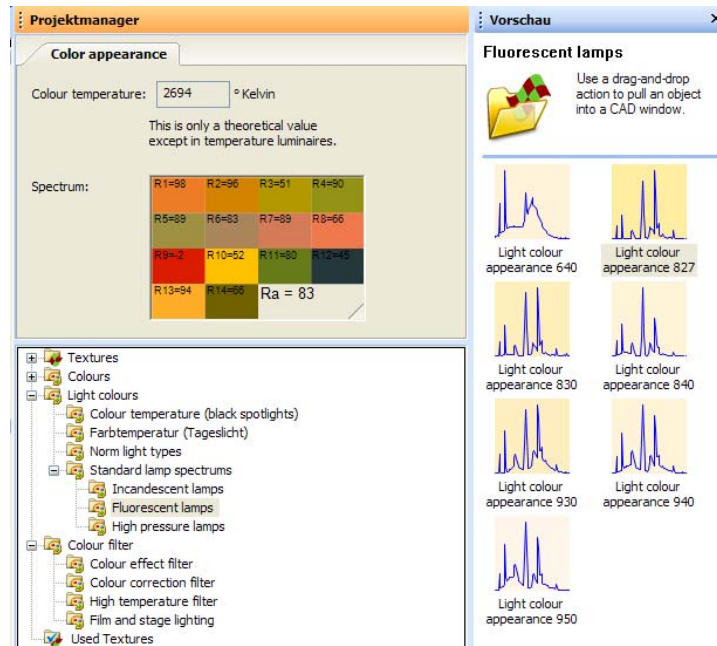 Projektmanager
Color appearance
Colour temperature: 2694 ° Kelvin
This is only a theoretical value
except in temperature luminaires.
Spectrum:
R1=98 R2=96 R3=51 R4=90
R5=89 R6=83 R7=89 R8=66
R9=-2 R10=52 R11=80 R12=45
R13=94 R14=66 Ra = 83
Textures
Colours
Light colours
Colour temperature (black spotlights)
Farbtemperatur (Tageslicht)
Norm light types
Standard lamp spectrums
Incandescent lamps
Fluorescent lamps
High pressure lamps
Colour filter
Colour effect filter
Colour correction filter
High temperature filter
Film and stage lighting
Used Textures
Vorschau
Fluorescent lamps
Use a drag-and-drop
action to pull an object
into a CAD window.
Light colour
appearance 640
Light colour
appearance 827
Light colour
appearance 830
Light colour
appearance 840
Light colour
appearance 930
Light colour
appearance 940
Light colour
appearance 950